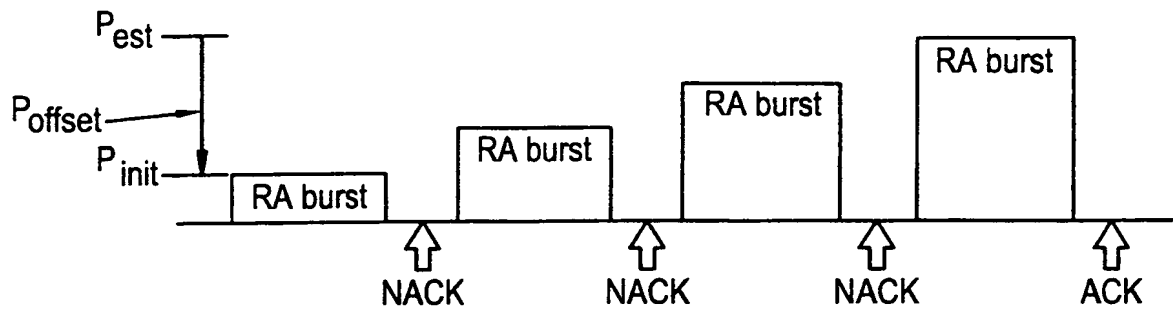 P_est
P_offset
P_init
RA burst
RA burst
RA burst
RA burst
NACK
NACK
NACK
ACK